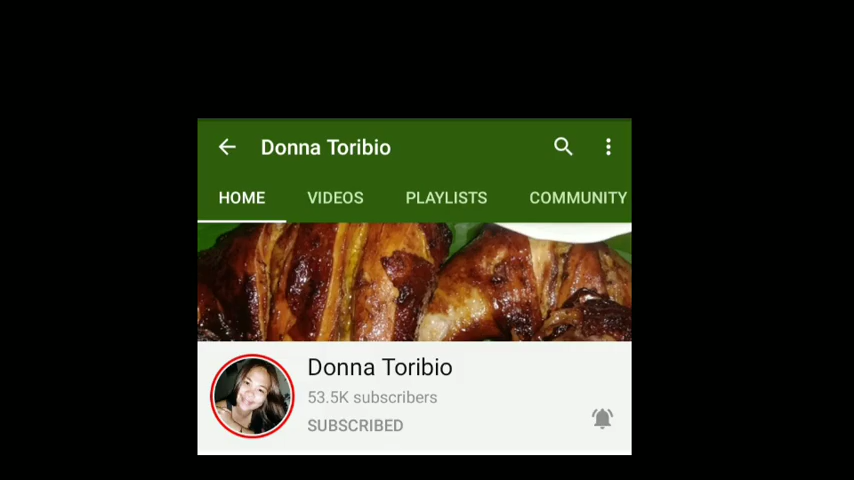 Donna Toribio
HOME VIDEOS PLAYLISTS COMMUNITY
Donna Toribio
53.5K subscribers
SUBSCRIBED